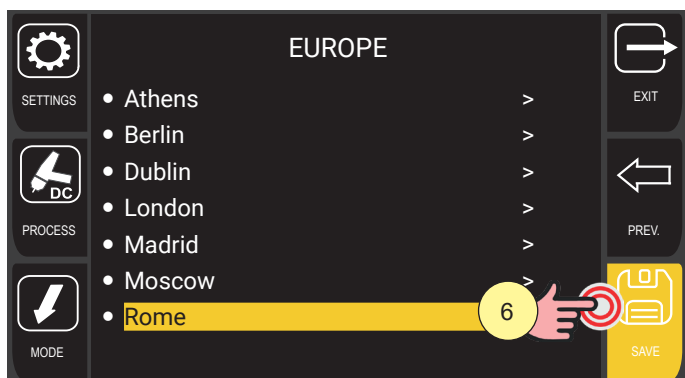 EUROPE
SETTINGS
• Athens >
EXIT
• Berlin >
• Dublin >
DC
• London >
PROCESS
PREV.
• Madrid >
• Moscow >
• Rome
6
MODE
SAVE